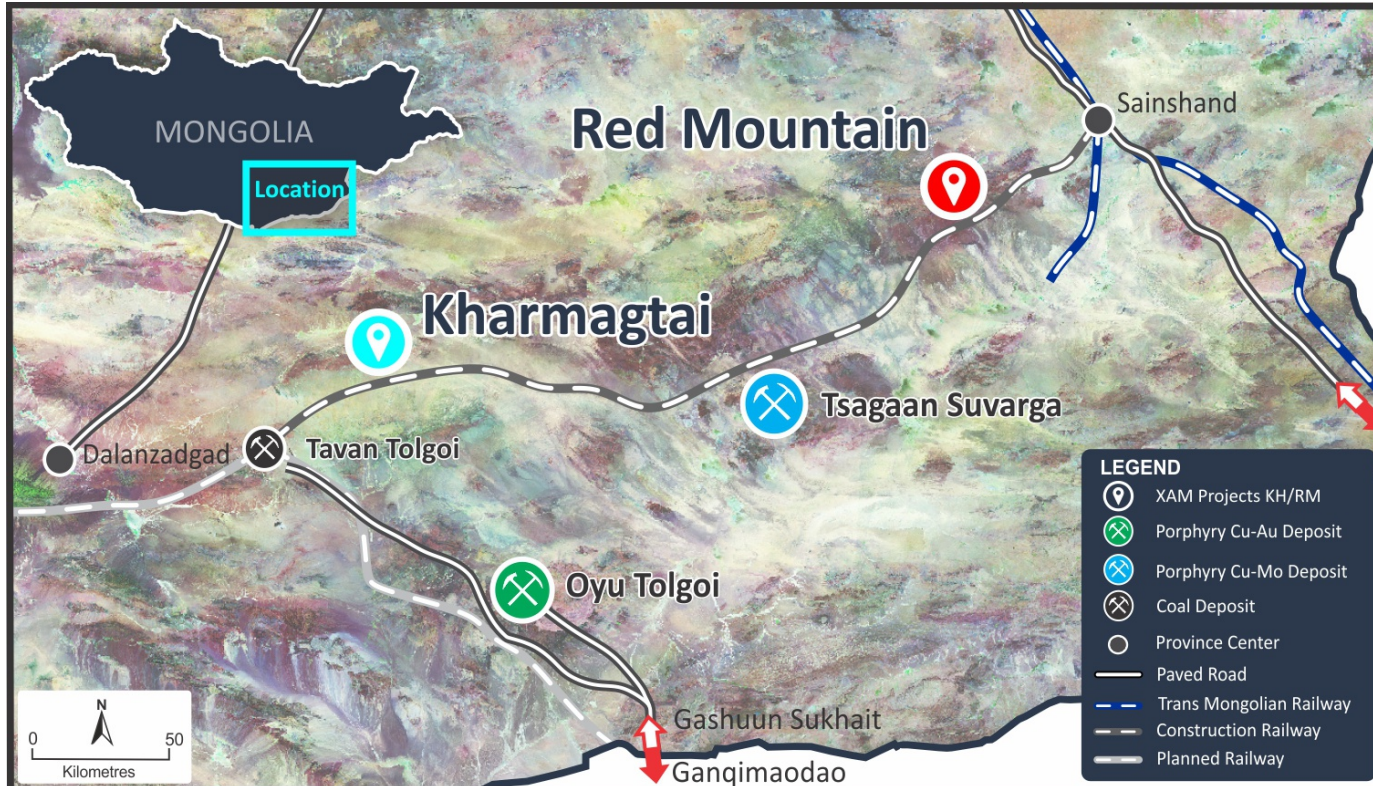 MONGOLIA
Location
Red Mountain
Sainshand
Kharmagtai
Tsagaan Suvarga
Dalanzadgad
Tavan Tolgoi
Oyu Tolgoi
Gashuun Sukhait
Ganqimaodao
N
0 50
Kilometres
LEGEND
XAM Projects KH/RM
Porphyry Cu-Au Deposit
Porphyry Cu-Mo Deposit
Coal Deposit
Province Center
Paved Road
Trans Mongolian Railway
Construction Railway
Planned Railway